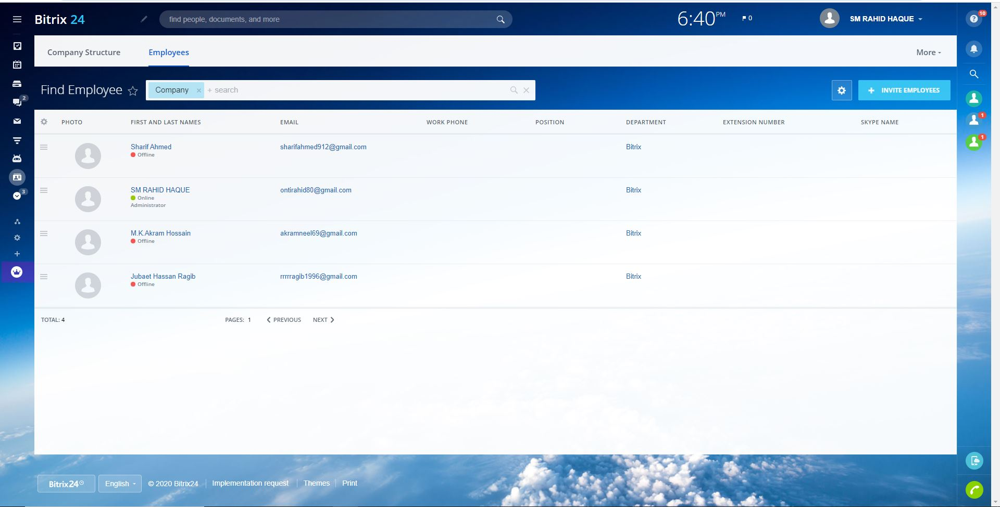 Bitrix 24
find people, documents, and more
6:40 PM
0
SM RAHID HAQUE
10
Company Structure
Employees
More
Find Employee
Company × + search
+ INVITE EMPLOYEES
2
3
1
1
PHOTO FIRST AND LAST NAMES EMAIL WORK PHONE POSITION DEPARTMENT EXTENSION NUMBER SKYPE NAME
Sharif Ahmed sharifahmed912@gmail.com Bitrix
Offline
SM RAHID HAQUE ontirahid80@gmail.com Bitrix
Online
Administrator
M.K.Akram Hossain akramneel69@gmail.com Bitrix
Offline
Jubaet Hassan Ragib rrrrragib1996@gmail.com Bitrix
Offline
TOTAL: 4 PAGES: 1 PREVIOUS NEXT
Bitrix24 English © 2020 Bitrix24 Implementation request Themes Print